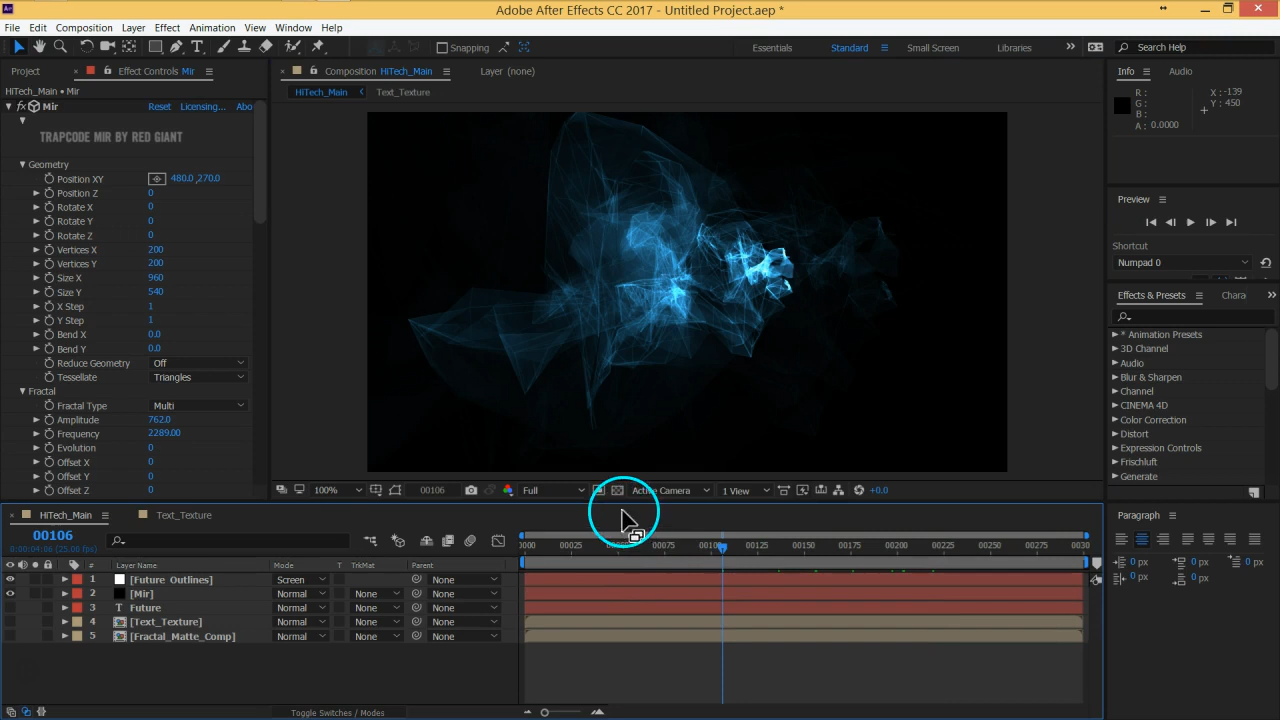 Adobe After Effects CC 2017 - Untitled Project.aep *
File Edit Composition Layer Effect Animation View Window Help
Snapping Essentials Standard Small Screen Libraries Search Help
Project Effect Controls Mir Composition HiTech_Main Layer (none) Info Audio
HiTech_Main • Mir HiTech_Main Text_Texture
R : X : -139
G : Y : 450
B :
A : 0.0000
fx Mir Reset Licensing... Abo
TRAPCODE MIR BY RED GIANT
Geometry
Position XY 480.0 ,270.0
Position Z 0
Rotate X 0
Rotate Y 0
Rotate Z 0
Vertices X 200
Vertices Y 200
Size X 960
Size Y 540
X Step 1
Y Step 1
Bend X 0.0
Bend Y 0.0
Reduce Geometry Off
Tessellate Triangles
Fractal
Fractal Type Multi
Amplitude 762.0
Frequency 2289.00
Evolution 0
Offset X 0
Offset Y 0
Offset Z 0
Preview
Shortcut
Numpad 0
Effects & Presets Chara
* Animation Presets
3D Channel
Audio
Blur & Sharpen
Channel
CINEMA 4D
Color Correction
Distort
Expression Controls
Frischluft
Generate
100% 00106 Full Active Camera 1 View +0.0
HiTech_Main Text_Texture
00106
0:00:04:06 (25.00 fps)
0000 00025 00075 00125 00150 00175 00200 00225 00250 00275 0030
# Layer Name Mode T TrkMat Parent
1 [Future Outlines] Screen None
2 [Mir] Normal None None
3 T Future Normal None None
4 [Text_Texture] Normal None None
5 [Fractal_Matte_Comp] Normal None None
Toggle Switches / Modes
Paragraph
0 px 0 px 0 px
0 px 0 px